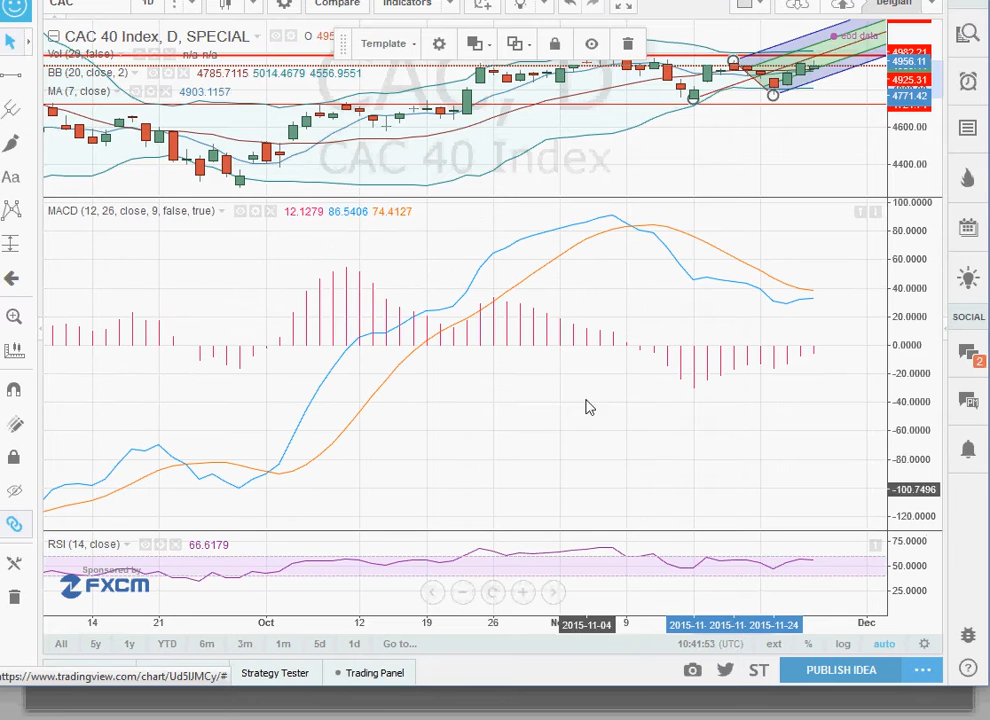 CAC
1D
Compare
Indicators
belgian
CAC 40 Index, D, SPECIAL
O 495
Template
eod data
Vol (20, false) n/a n/a
BB (20, close, 2) 4785.7115 5014.4679 4556.9551
MA (7, close) 4903.1157
CAC, D
CAC 40 Index
4982.21
4956.11
4925.31
4771.42
4600.00
4400.00
MACD (12, 26, close, 9, false, true) 12.1279 86.5406 74.4127
100.0000
80.0000
60.0000
40.0000
20.0000
0.0000
-20.0000
-40.0000
-60.0000
-80.0000
-100.7496
-120.0000
SOCIAL
2
RSI (14, close) 66.6179
75.0000
50.0000
25.0000
Sponsored by
FXCM
14 21 Oct 12 19 26 2015-11-04 9 2015-11- 2015-11- 2015-11-24 Dec
All 5y 1y YTD 6m 3m 1m 5d 1d Go to... 10:41:53 (UTC) ext % log auto
https://www.tradingview.com/chart/Ud5IJMCy/#
Strategy Tester
Trading Panel
ST
PUBLISH IDEA
Aa